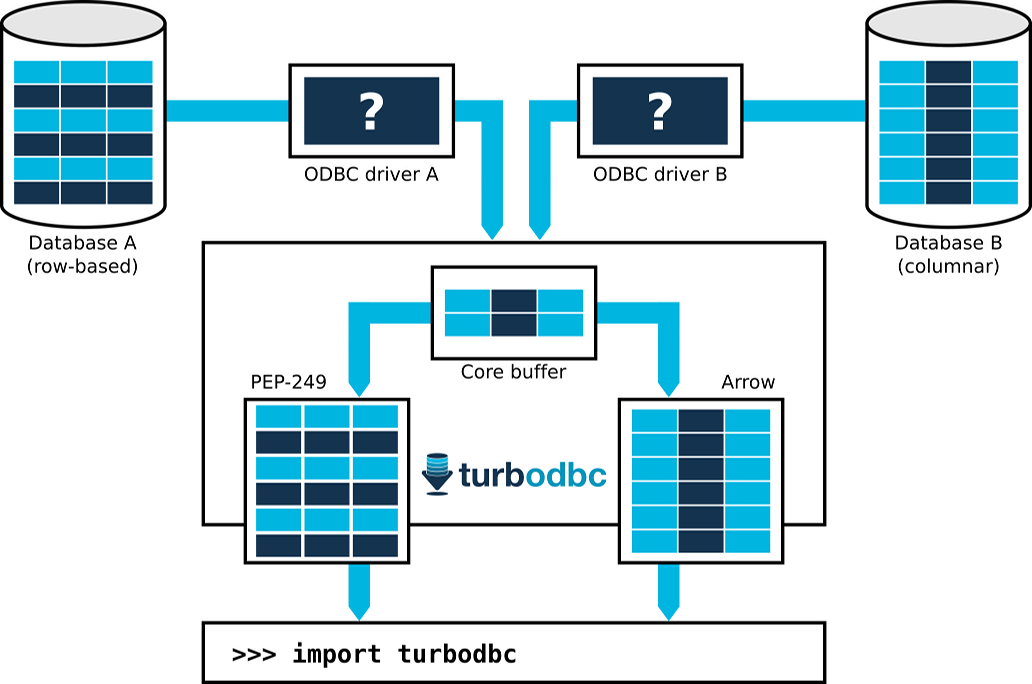 ?
?
ODBC driver A
ODBC driver B
Database A
(row-based)
Database B
(columnar)
Core buffer
PEP-249
Arrow
turbodbc
>>> import turbodbc